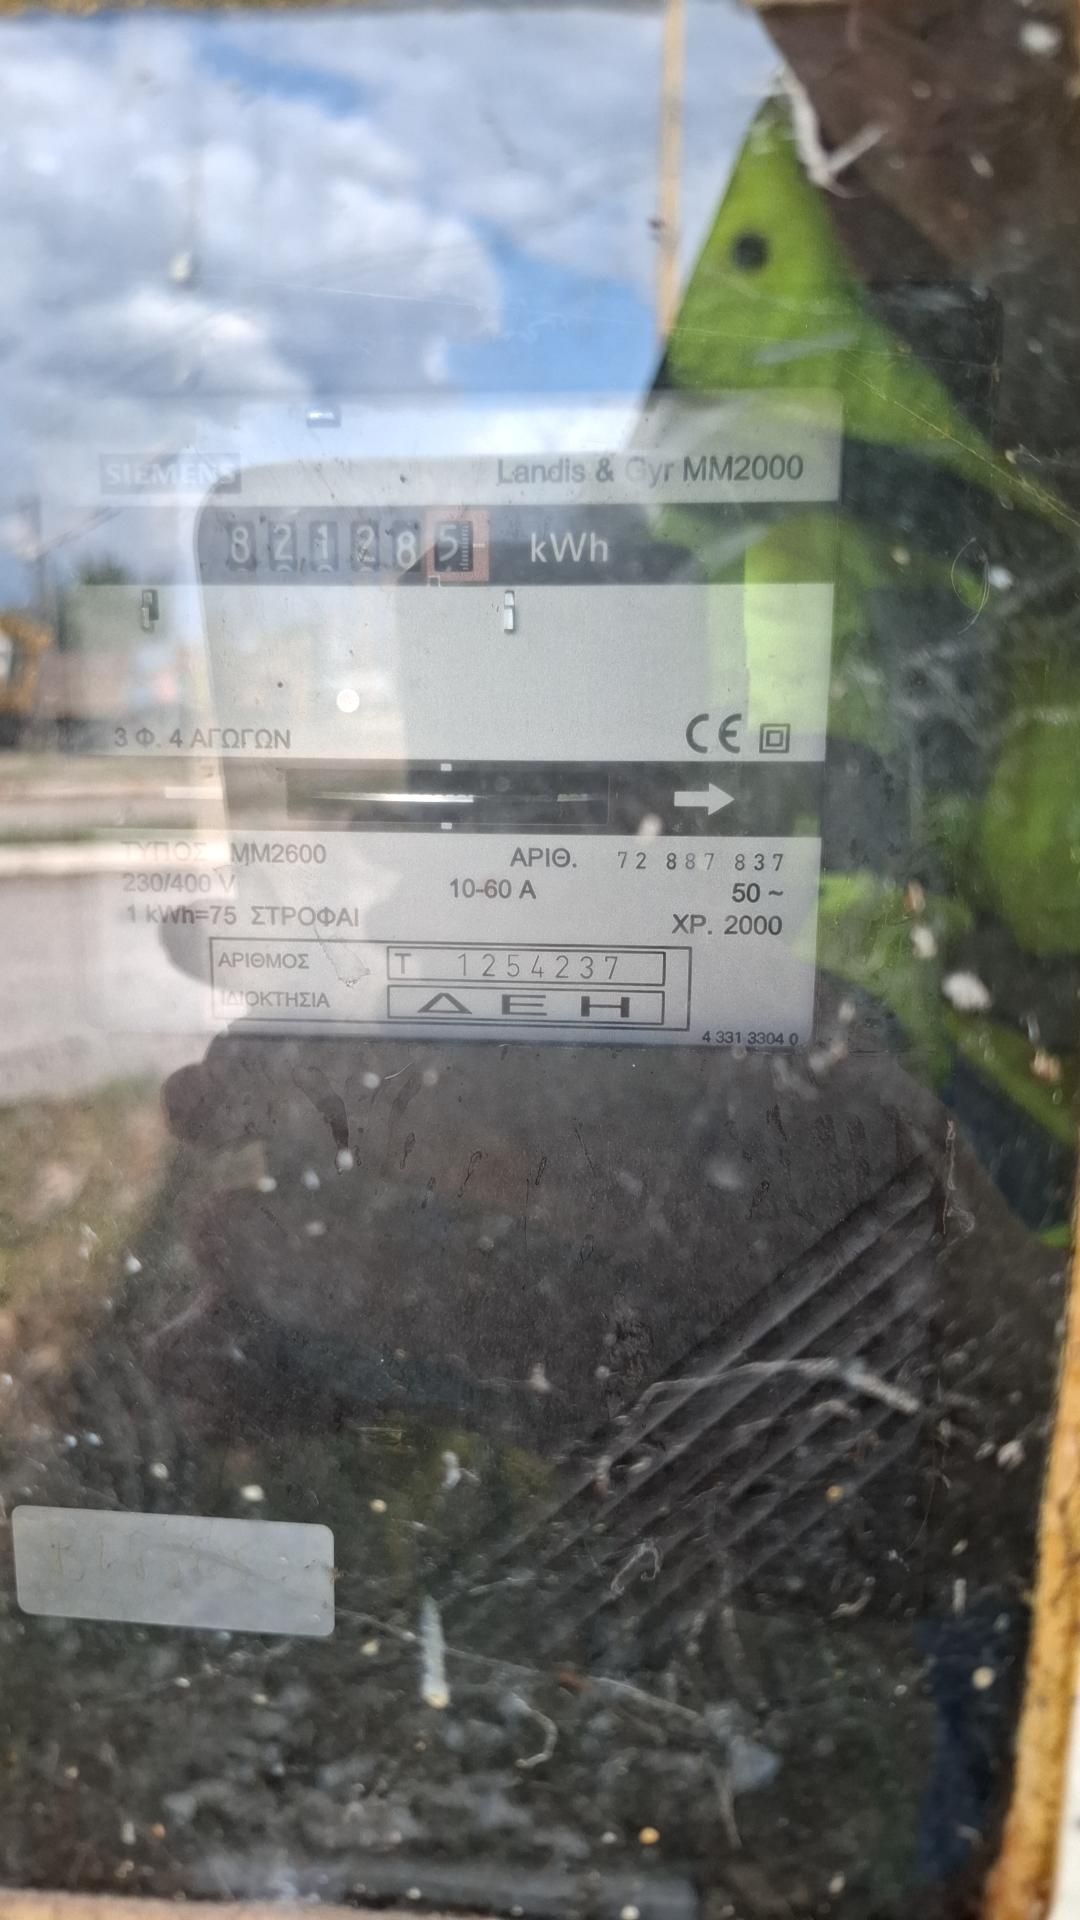 SIEMENS
Landis & Gyr MM2000
821285 kWh
3 Φ. 4 ΑΓΩΓΩΝ
CE
ΤΥΠΟΣ MM2600
ΑΡΙΘ. 72 887 837
230/400 V
10-60 A
50 ~
1 kWh=75 ΣΤΡΟΦΑΙ
ΧΡ. 2000
ΑΡΙΘΜΟΣ T 1254237
ΙΔΙΟΚΤΗΣΙΑ ΔΕΗ
4 331 3304 0